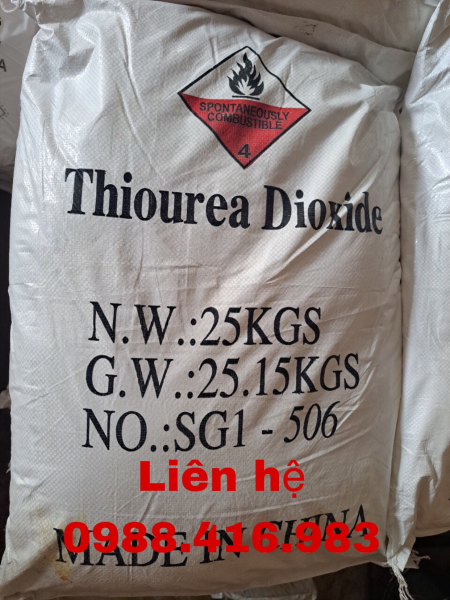 SPONTANEOUSLY
COMBUSTIBLE
4
Thiourea Dioxide
N.W.:25KGS
G.W.:25.15KGS
NO.:SG1 - 506
Liên hệ
0988.416.983
MADE IN CHINA